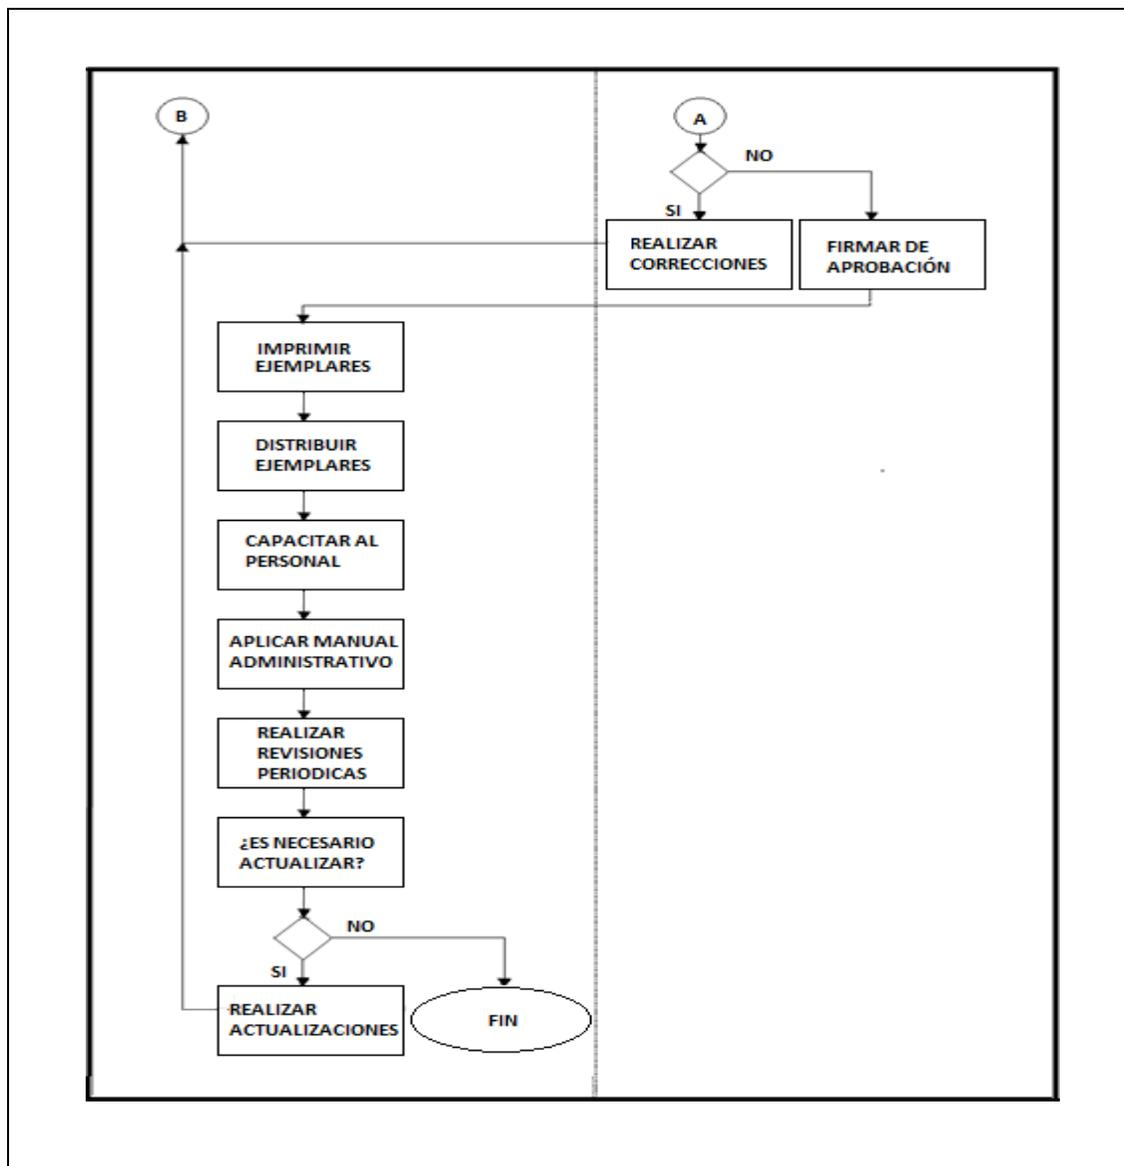 B
A
NO
SI
REALIZAR
CORRECCIONES
FIRMAR DE
APROBACIÓN
IMPRIMIR
EJEMPLARES
DISTRIBUIR
EJEMPLARES
CAPACITAR AL
PERSONAL
APLICAR MANUAL
ADMINISTRATIVO
REALIZAR
REVISIONES
PERIODICAS
¿ES NECESARIO
ACTUALIZAR?
NO
SI
REALIZAR
ACTUALIZACIONES
FIN